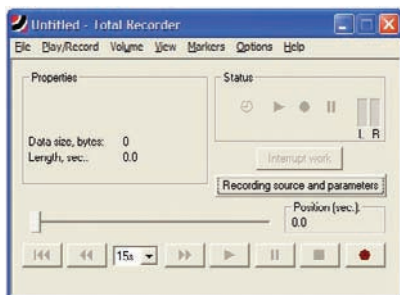 Untitled - Total Recorder
File Play/Record Volume View Markers Options Help
Properties
Status
L R
Data size, bytes: 0
Length, sec.: 0.0
Interrupt work
Recording source and parameters
Position (sec.)
0.0
15s